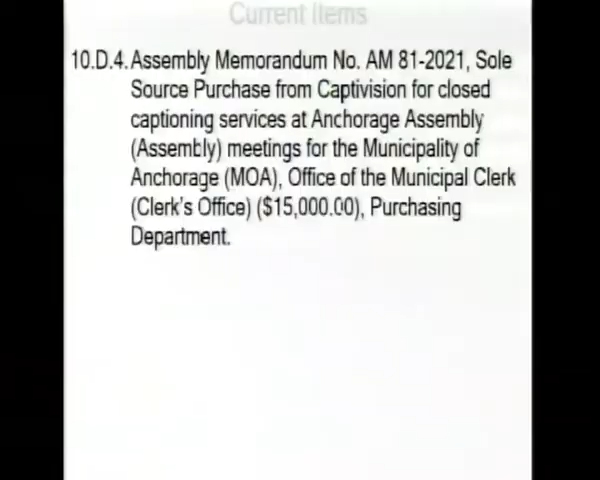 Current Items
10.D.4. Assembly Memorandum No. AM 81-2021, Sole
Source Purchase from Captivision for closed
captioning services at Anchorage Assembly
(Assembly) meetings for the Municipality of
Anchorage (MOA), Office of the Municipal Clerk
(Clerk's Office) ($15,000.00), Purchasing
Department.